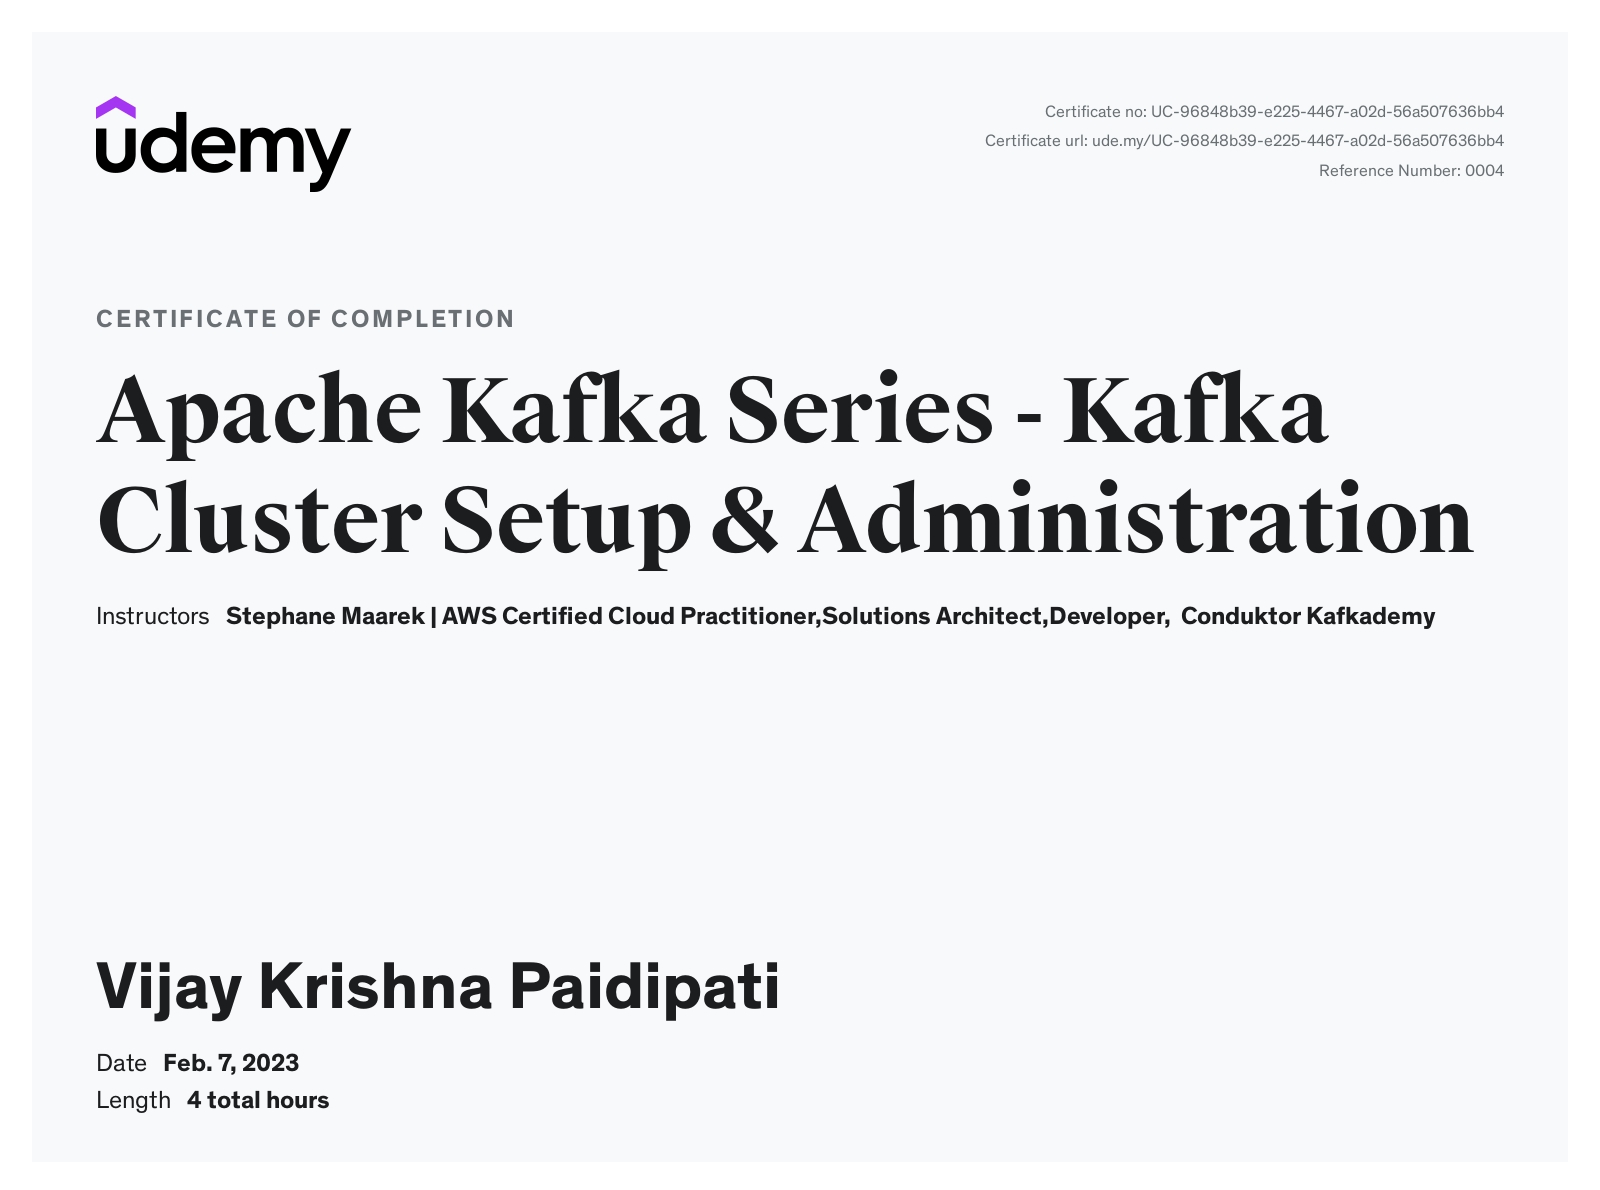 udemy
Certificate no: UC-96848b39-e225-4467-a02d-56a507636bb4
Certificate url: ude.my/UC-96848b39-e225-4467-a02d-56a507636bb4
Reference Number: 0004
CERTIFICATE OF COMPLETION
Apache Kafka Series - Kafka
Cluster Setup & Administration
Instructors Stephane Maarek | AWS Certified Cloud Practitioner,Solutions Architect,Developer, Conduktor Kafkademy
Vijay Krishna Paidipati
Date Feb. 7, 2023
Length 4 total hours